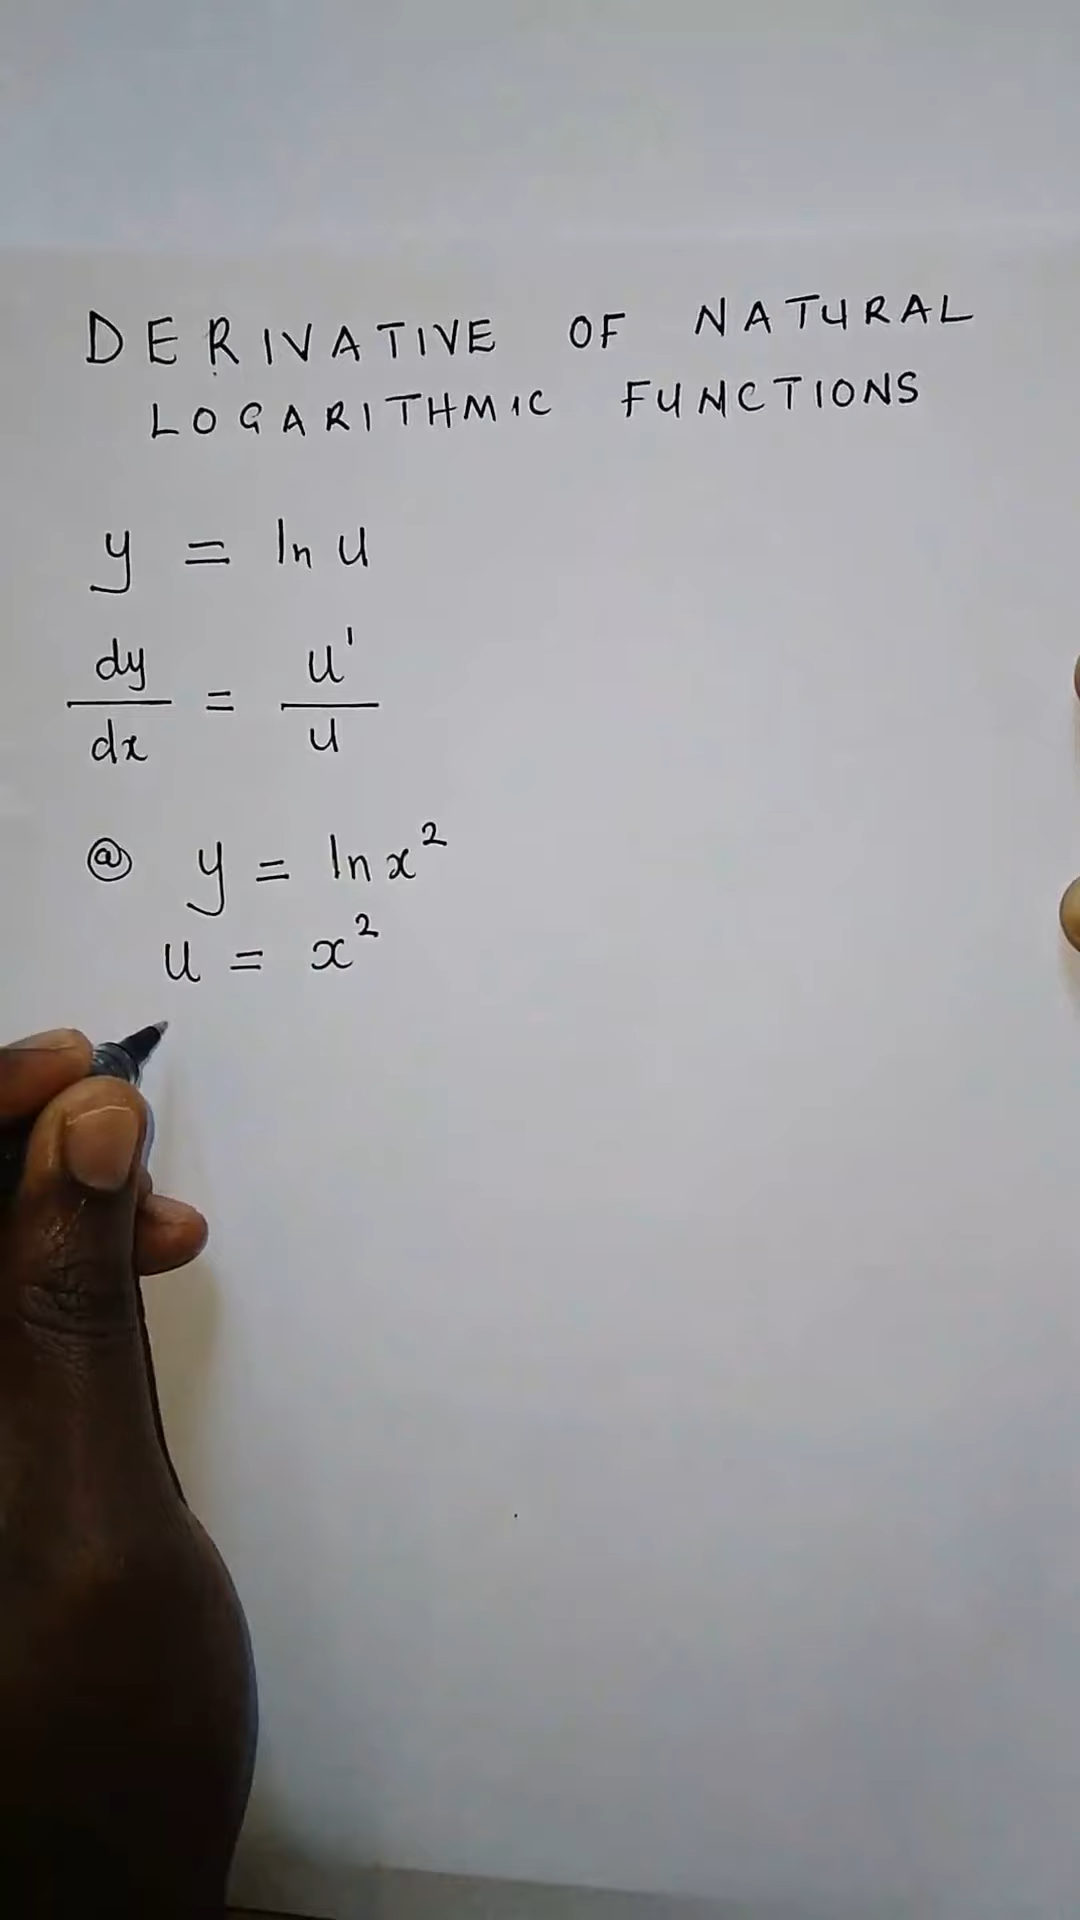 DERIVATIVE OF NATURAL
LOGARITHMIC FUNCTIONS
y = ln u
dy/dx = u'/u
ⓐ y = ln x²
u = x²